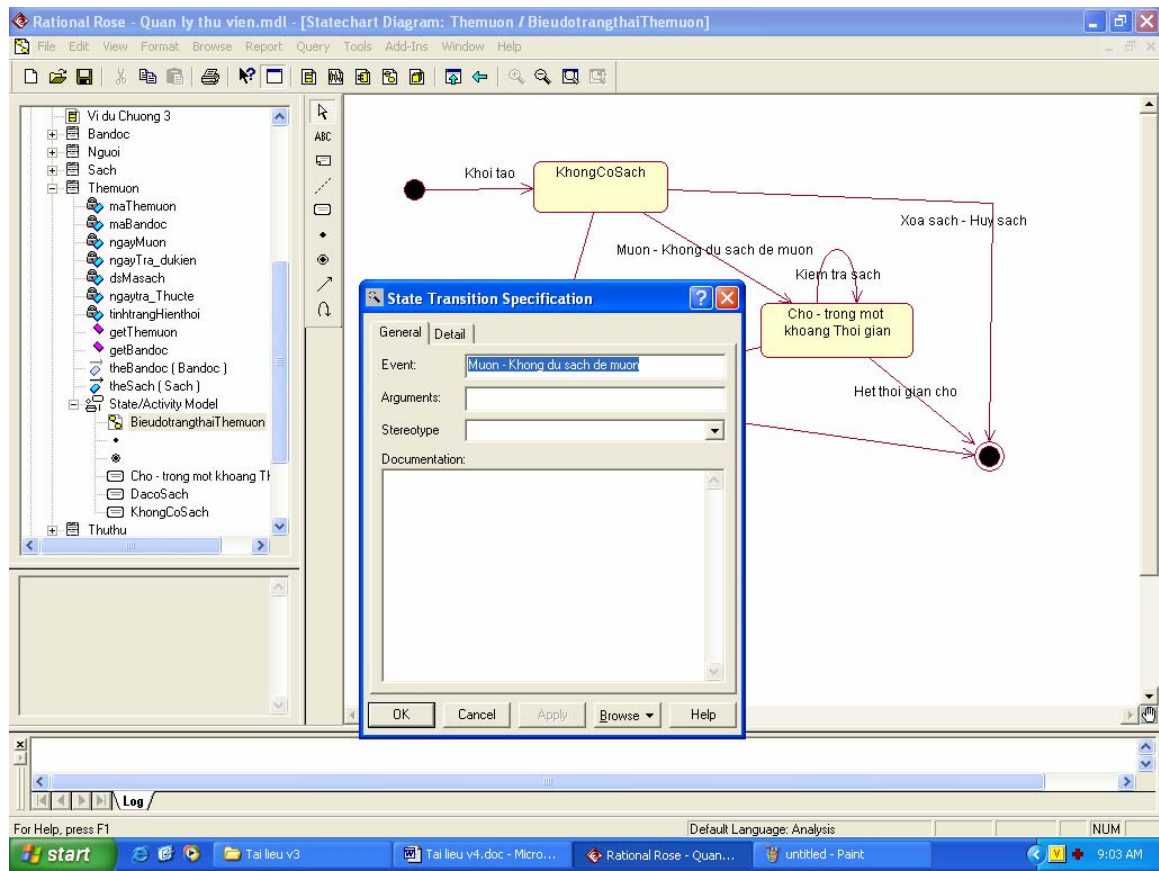 Rational Rose - Quan ly thu vien.mdl - [Statechart Diagram: Themuon / BieudotrangthaiThemuon]
File Edit View Format Browse Report Query Tools Add-Ins Window Help
Vi du Chuong 3
Bandoc
Nguoi
Sach
Themuon
maThemuon
maBandoc
ngayMuon
ngayTra_dukien
dsMasach
ngaytra_Thucte
tinhtrangHienthoi
getThemuon
getBandoc
theBandoc ( Bandoc )
theSach ( Sach )
State/Activity Model
BieudotrangthaiThemuon
Cho - trong mot khoang Th
DacoSach
KhongCoSach
Thuthu
ABC
Khoi tao
KhongCoSach
Xoa sach - Huy sach
Muon - Khong du sach de muon
Kiem tra sach
Cho - trong mot
khoang Thoi gian
Het thoi gian cho
State Transition Specification
General
Detail
Event:
Muon - Khong du sach de muon
Arguments:
Stereotype
Documentation:
OK
Cancel
Apply
Browse
Help
Log
For Help, press F1
Default Language: Analysis
NUM
start
Tai lieu v3
Tai lieu v4.doc - Micro...
Rational Rose - Quan...
untitled - Paint
V
9:03 AM